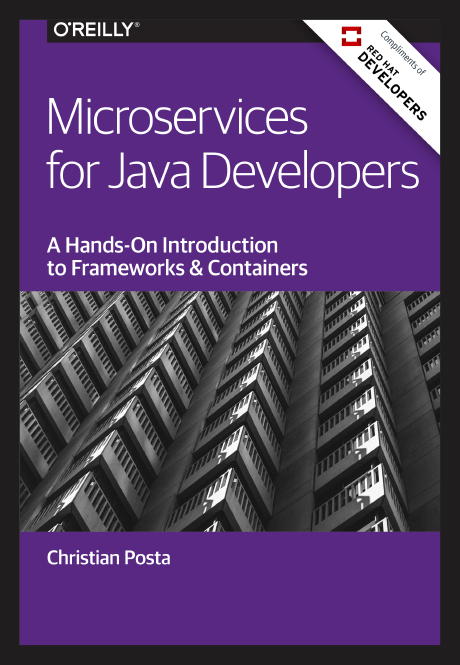 O'REILLY®
Compliments of
RED HAT
DEVELOPERS
Microservices
for Java Developers
A Hands-On Introduction
to Frameworks & Containers
Christian Posta